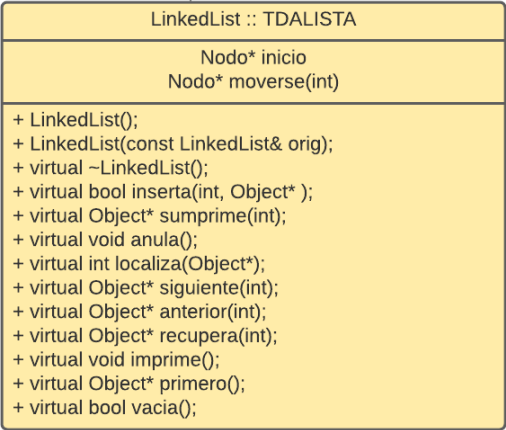 LinkedList :: TDALISTA
Nodo* inicio
Nodo* moverse(int)
+ LinkedList();
+ LinkedList(const LinkedList& orig);
+ virtual ~LinkedList();
+ virtual bool inserta(int, Object* );
+ virtual Object* sumprime(int);
+ virtual void anula();
+ virtual int localiza(Object*);
+ virtual Object* siguiente(int);
+ virtual Object* anterior(int);
+ virtual Object* recupera(int);
+ virtual void imprime();
+ virtual Object* primero();
+ virtual bool vacia();